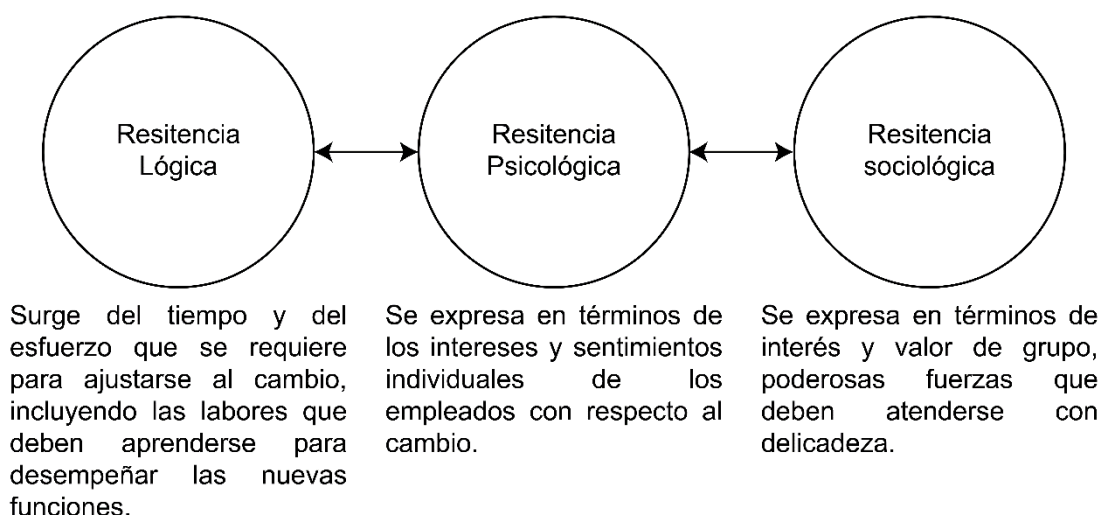 Resitencia
Lógica
Resitencia
Psicológica
Resitencia
sociológica
Surge del tiempo y del
esfuerzo que se requiere
para ajustarse al cambio,
incluyendo las labores que
deben aprenderse para
desempeñar las nuevas
funciones.
Se expresa en términos de
los intereses y sentimientos
individuales de los
empleados con respecto al
cambio.
Se expresa en términos de
interés y valor de grupo,
poderosas fuerzas que
deben atenderse con
delicadeza.